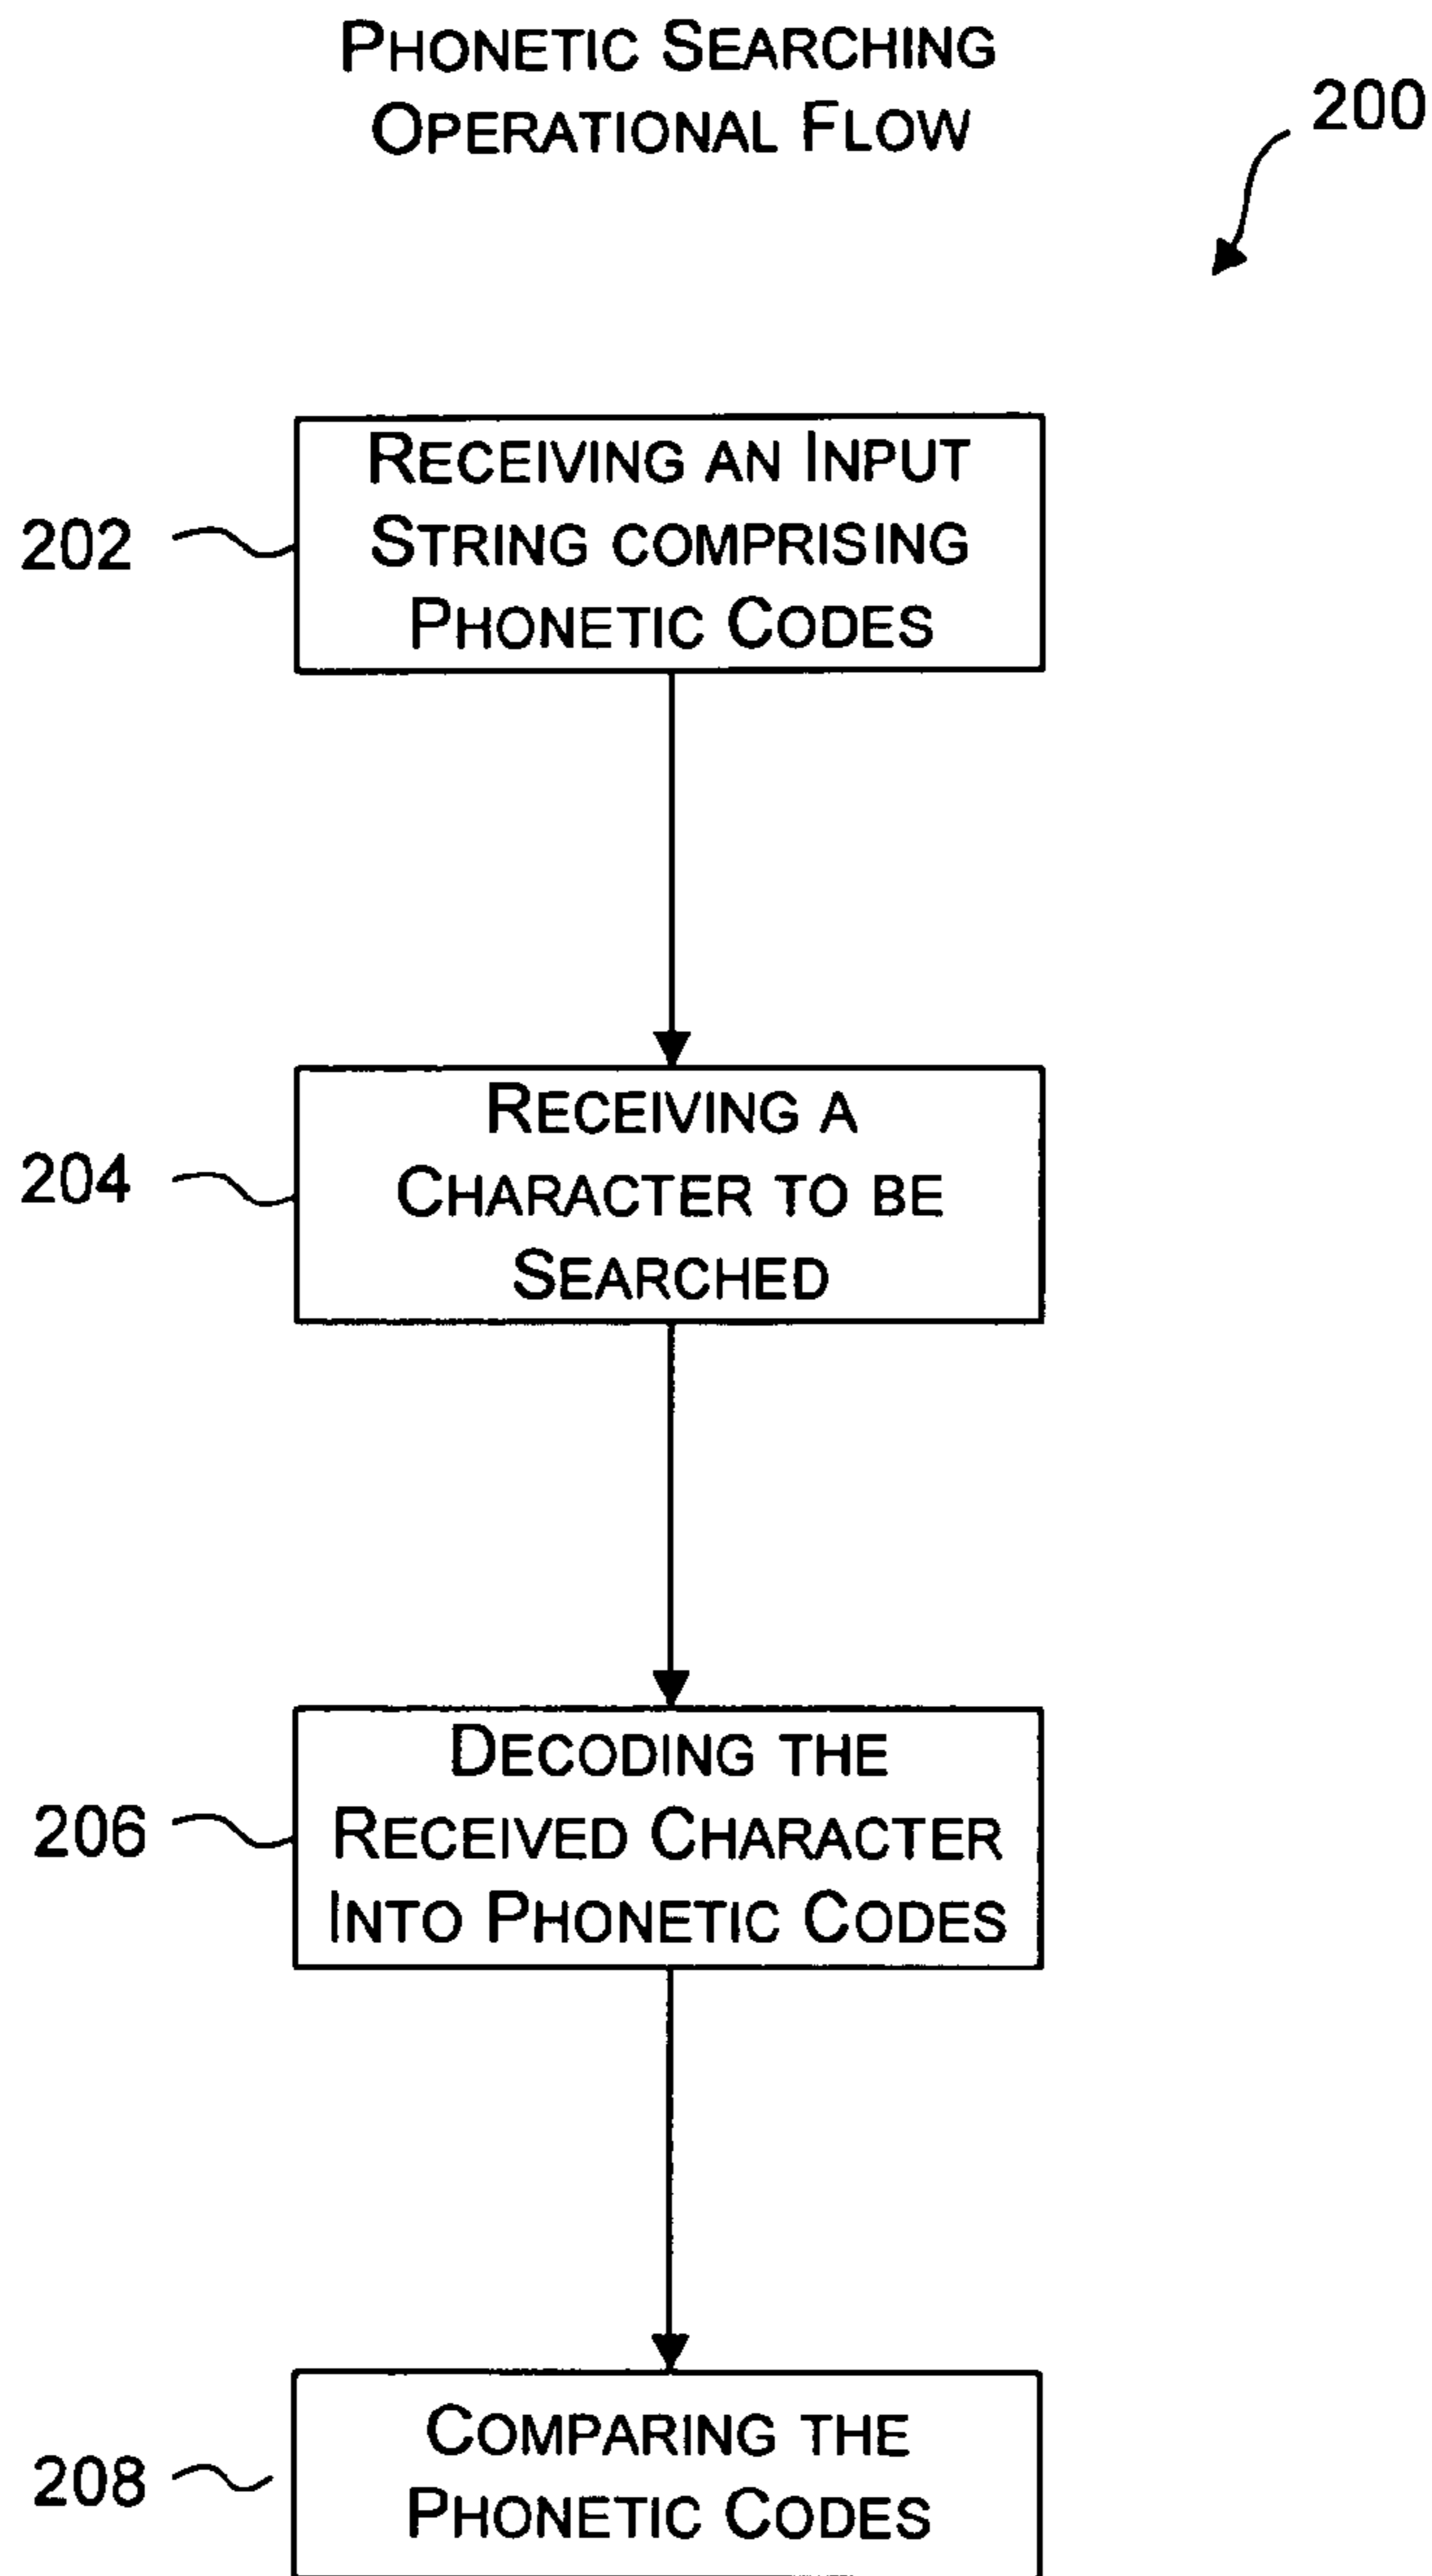 PHONETIC SEARCHING
OPERATIONAL FLOW
200
202
RECEIVING AN INPUT
STRING COMPRISING
PHONETIC CODES
204
RECEIVING A
CHARACTER TO BE
SEARCHED
206
DECODING THE
RECEIVED CHARACTER
INTO PHONETIC CODES
208
COMPARING THE
PHONETIC CODES